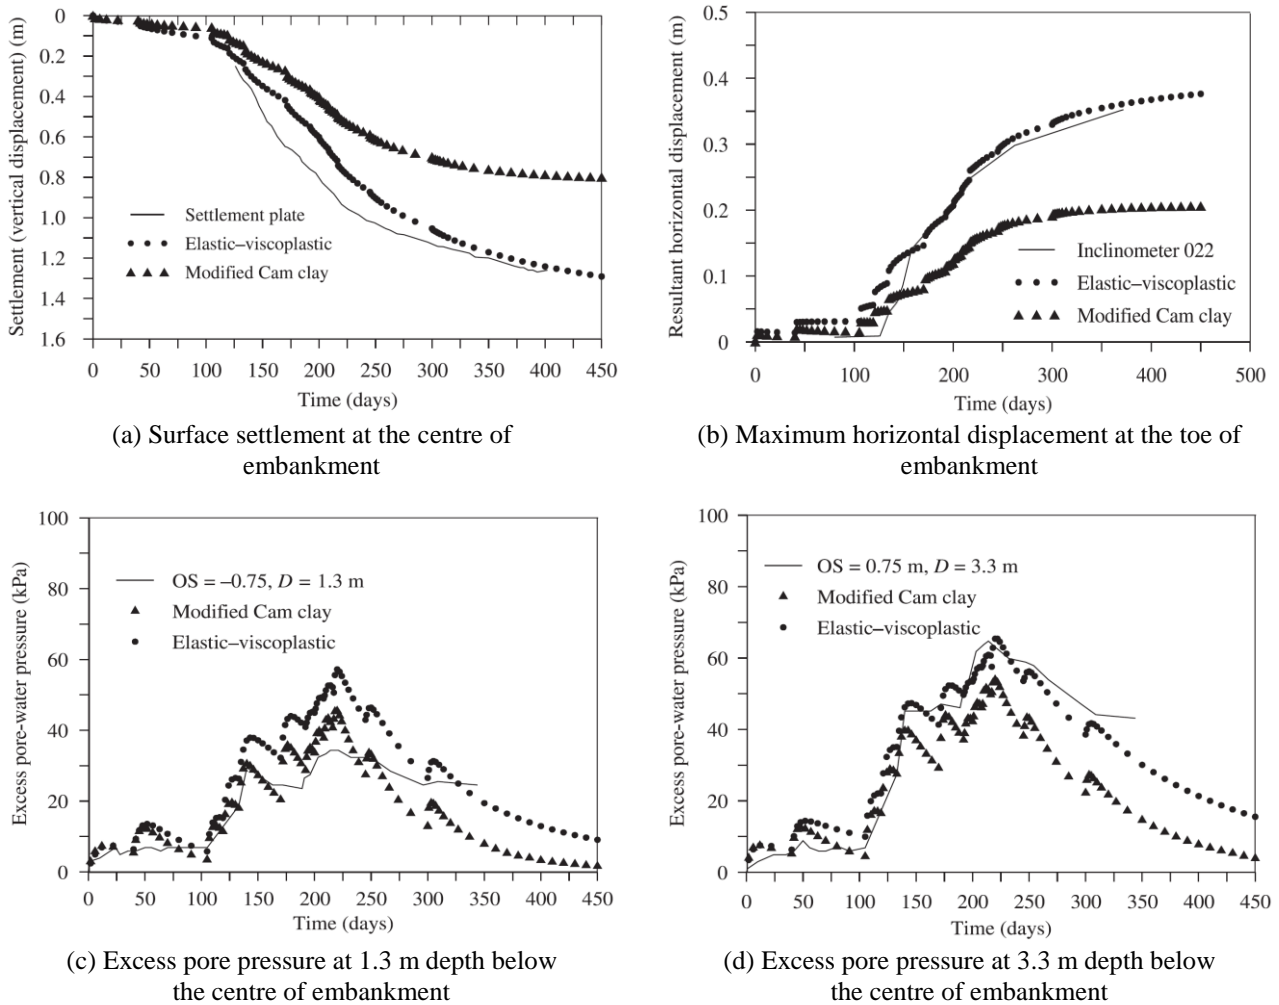 Settlement (vertical displacement) (m)
0
0.2
0.4
0.6
0.8
1.0
1.2
1.4
1.6
Settlement plate
Elastic–viscoplastic
Modified Cam clay
0 50 100 150 200 250 300 350 400 450
Time (days)
(a) Surface settlement at the centre of
embankment
Resultant horizontal displacement (m)
0.5
0.4
0.3
0.2
0.1
0
Inclinometer 022
Elastic–viscoplastic
Modified Cam clay
0 100 200 300 400 500
Time (days)
(b) Maximum horizontal displacement at the toe of
embankment
Excess pore-water pressure (kPa)
100
80
60
40
20
0
OS = –0.75, D = 1.3 m
Modified Cam clay
Elastic–viscoplastic
0 50 100 150 200 250 300 350 400 450
Time (days)
(c) Excess pore pressure at 1.3 m depth below
the centre of embankment
Excess pore-water pressure (kPa)
100
80
60
40
20
0
OS = 0.75 m, D = 3.3 m
Modified Cam clay
Elastic–viscoplastic
0 50 100 150 200 250 300 350 400 450
Time (days)
(d) Excess pore pressure at 3.3 m depth below
the centre of embankment